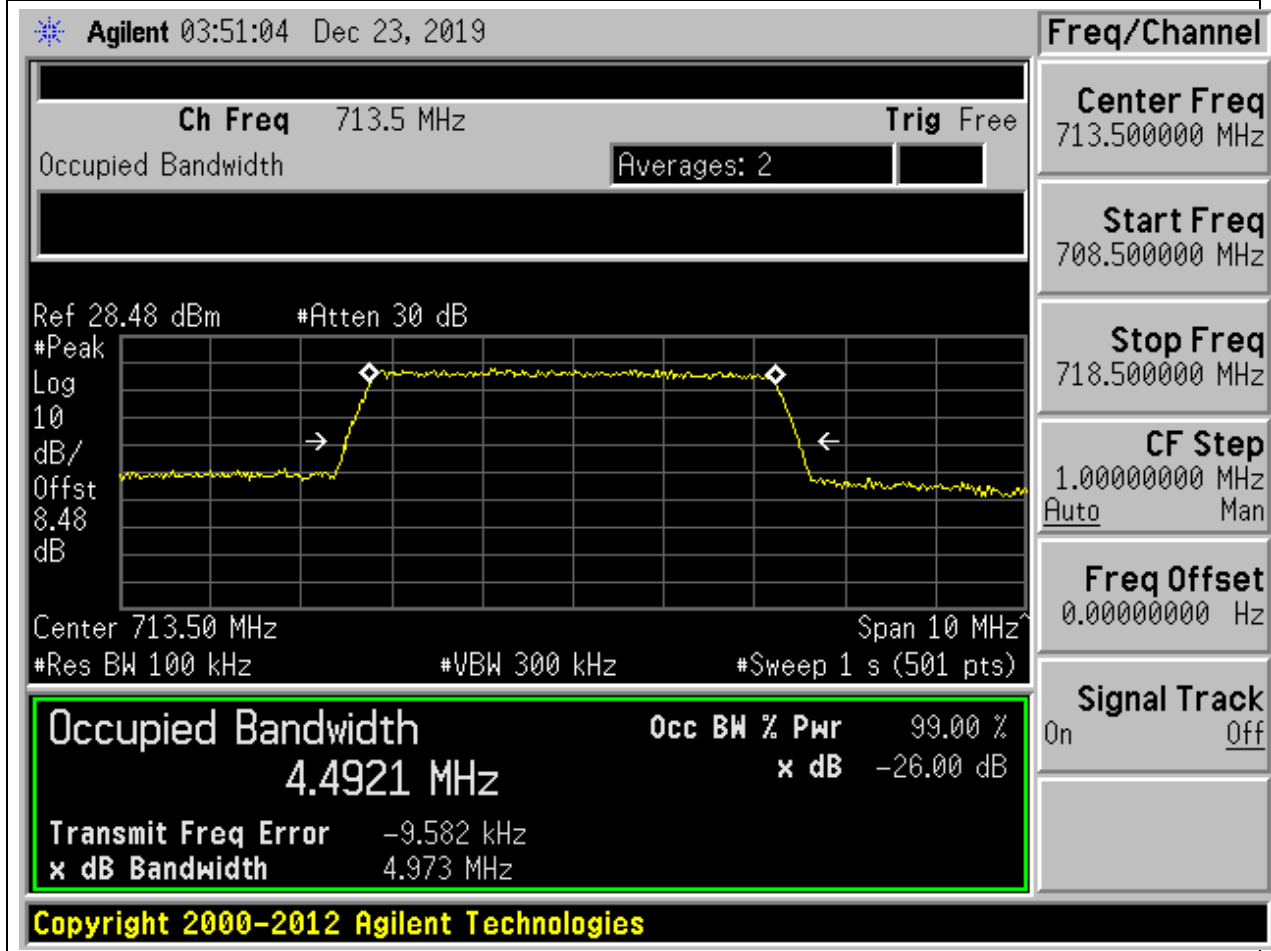 Agilent 03:51:04 Dec 23, 2019
Ch Freq 713.5 MHz Trig Free
Occupied Bandwidth Averages: 2
Ref 28.48 dBm #Atten 30 dB
#Peak
Log
10
dB/
Offst
8.48
dB
Center 713.50 MHz Span 10 MHz^
#Res BW 100 kHz #VBW 300 kHz #Sweep 1 s (501 pts)
Occupied Bandwidth Occ BW % Pwr 99.00 %
4.4921 MHz x dB -26.00 dB
Transmit Freq Error -9.582 kHz
x dB Bandwidth 4.973 MHz
Copyright 2000-2012 Agilent Technologies
Freq/Channel
Center Freq
713.500000 MHz
Start Freq
708.500000 MHz
Stop Freq
718.500000 MHz
CF Step
1.00000000 MHz
Auto Man
Freq Offset
0.00000000 Hz
Signal Track
On Off